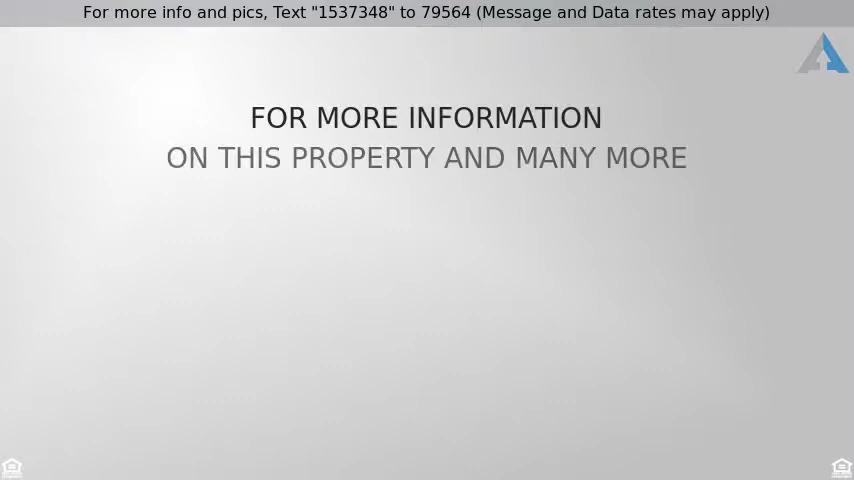 For more info and pics, Text "1537348" to 79564 (Message and Data rates may apply)
FOR MORE INFORMATION
ON THIS PROPERTY AND MANY MORE